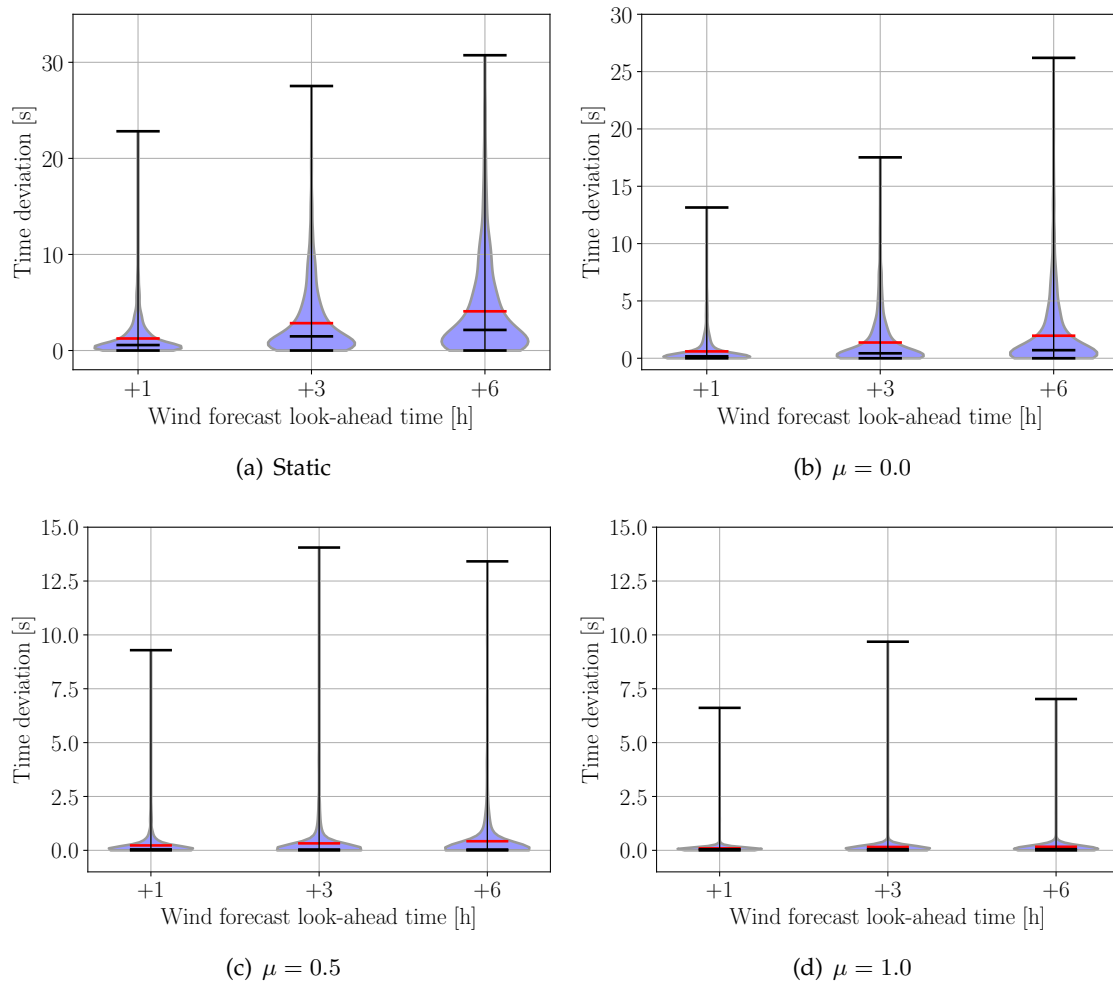 30
20
10
0
Time deviation [s]
+1 +3 +6
Wind forecast look-ahead time [h]
(a) Static
30
25
20
15
10
5
0
Time deviation [s]
+1 +3 +6
Wind forecast look-ahead time [h]
(b) μ = 0.0
15.0
12.5
10.0
7.5
5.0
2.5
0.0
Time deviation [s]
+1 +3 +6
Wind forecast look-ahead time [h]
(c) μ = 0.5
15.0
12.5
10.0
7.5
5.0
2.5
0.0
Time deviation [s]
+1 +3 +6
Wind forecast look-ahead time [h]
(d) μ = 1.0